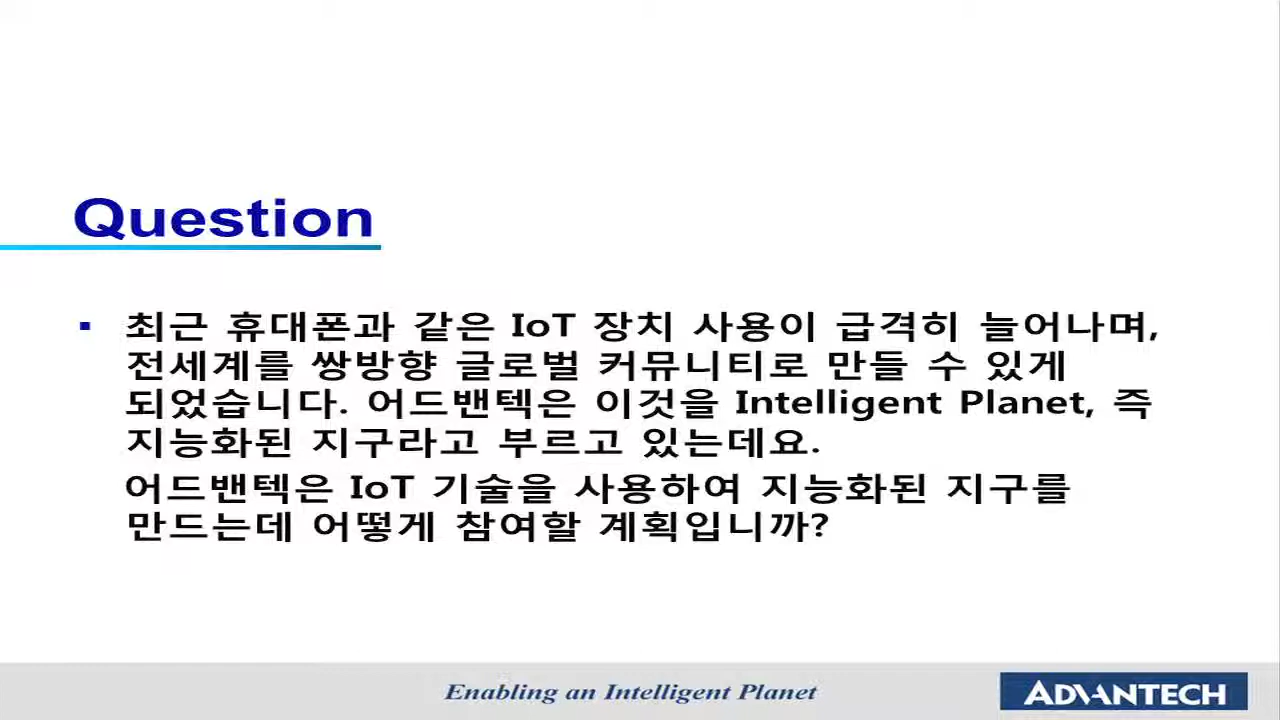 Question
▪ 최근 휴대폰과 같은 IoT 장치 사용이 급격히 늘어나며,
전세계를 쌍방향 글로벌 커뮤니티로 만들 수 있게
되었습니다. 어드밴텍은 이것을 Intelligent Planet, 즉
지능화된 지구라고 부르고 있는데요.
어드밴텍은 IoT 기술을 사용하여 지능화된 지구를
만드는데 어떻게 참여할 계획입니까?
Enabling an Intelligent Planet
ADVANTECH